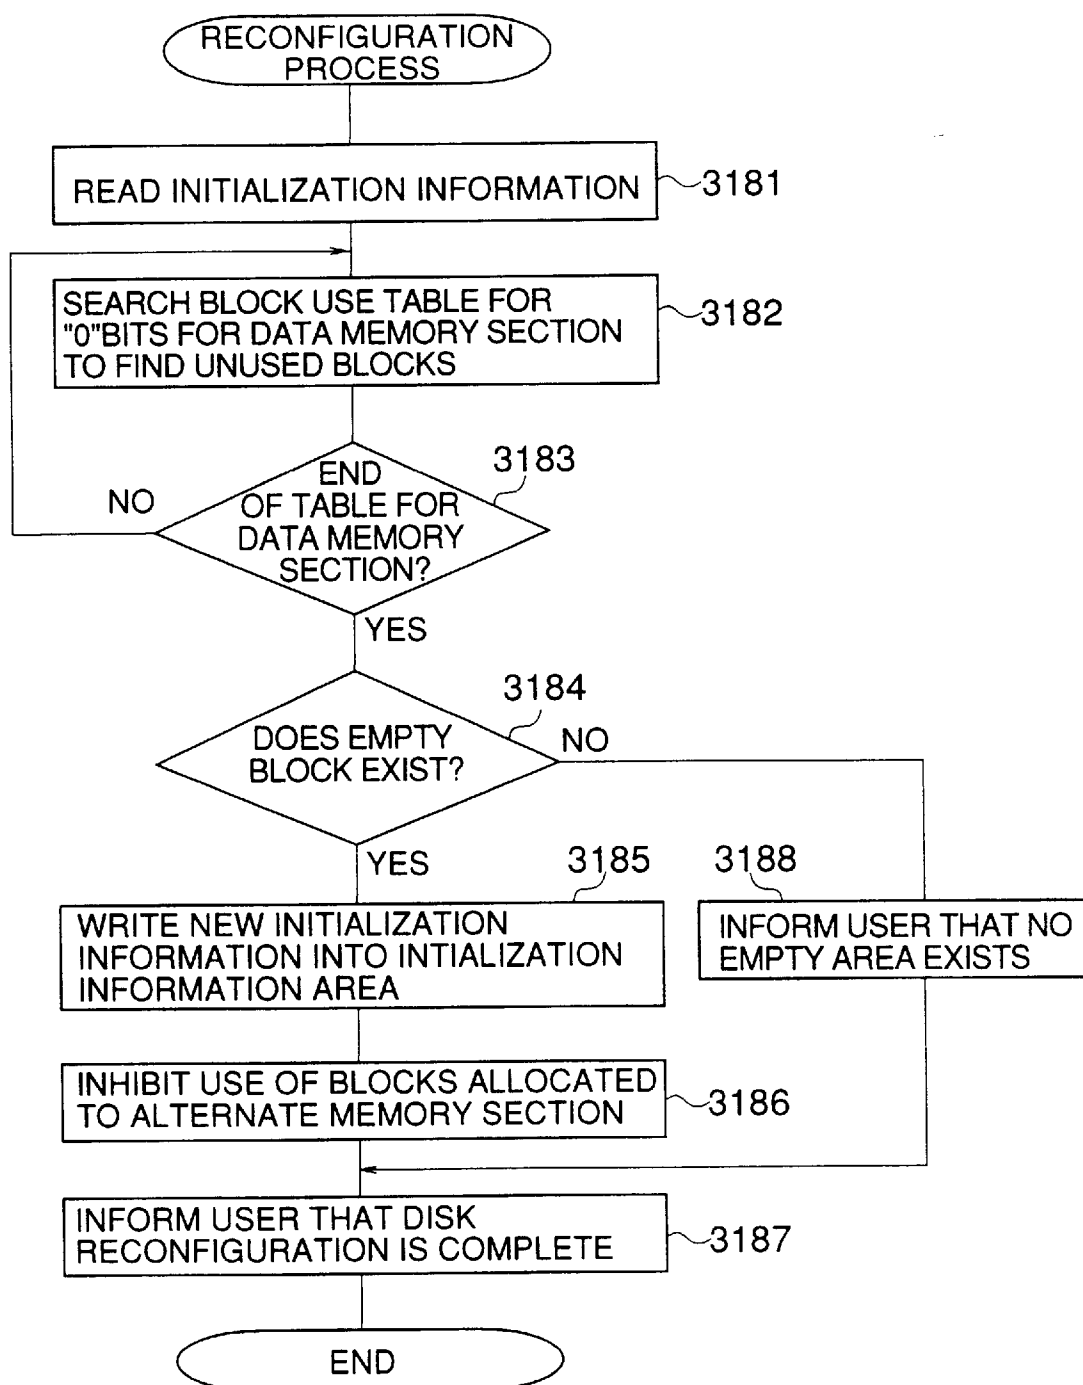 RECONFIGURATION
PROCESS
READ INITIALIZATION INFORMATION
3181
SEARCH BLOCK USE TABLE FOR
"0"BITS FOR DATA MEMORY SECTION
TO FIND UNUSED BLOCKS
3182
END
OF TABLE FOR
DATA MEMORY
SECTION?
3183
NO
YES
DOES EMPTY
BLOCK EXIST?
3184
NO
YES
3185
WRITE NEW INITIALIZATION
INFORMATION INTO INTIALIZATION
INFORMATION AREA
3188
INFORM USER THAT NO
EMPTY AREA EXISTS
INHIBIT USE OF BLOCKS ALLOCATED
TO ALTERNATE MEMORY SECTION
3186
INFORM USER THAT DISK
RECONFIGURATION IS COMPLETE
3187
END